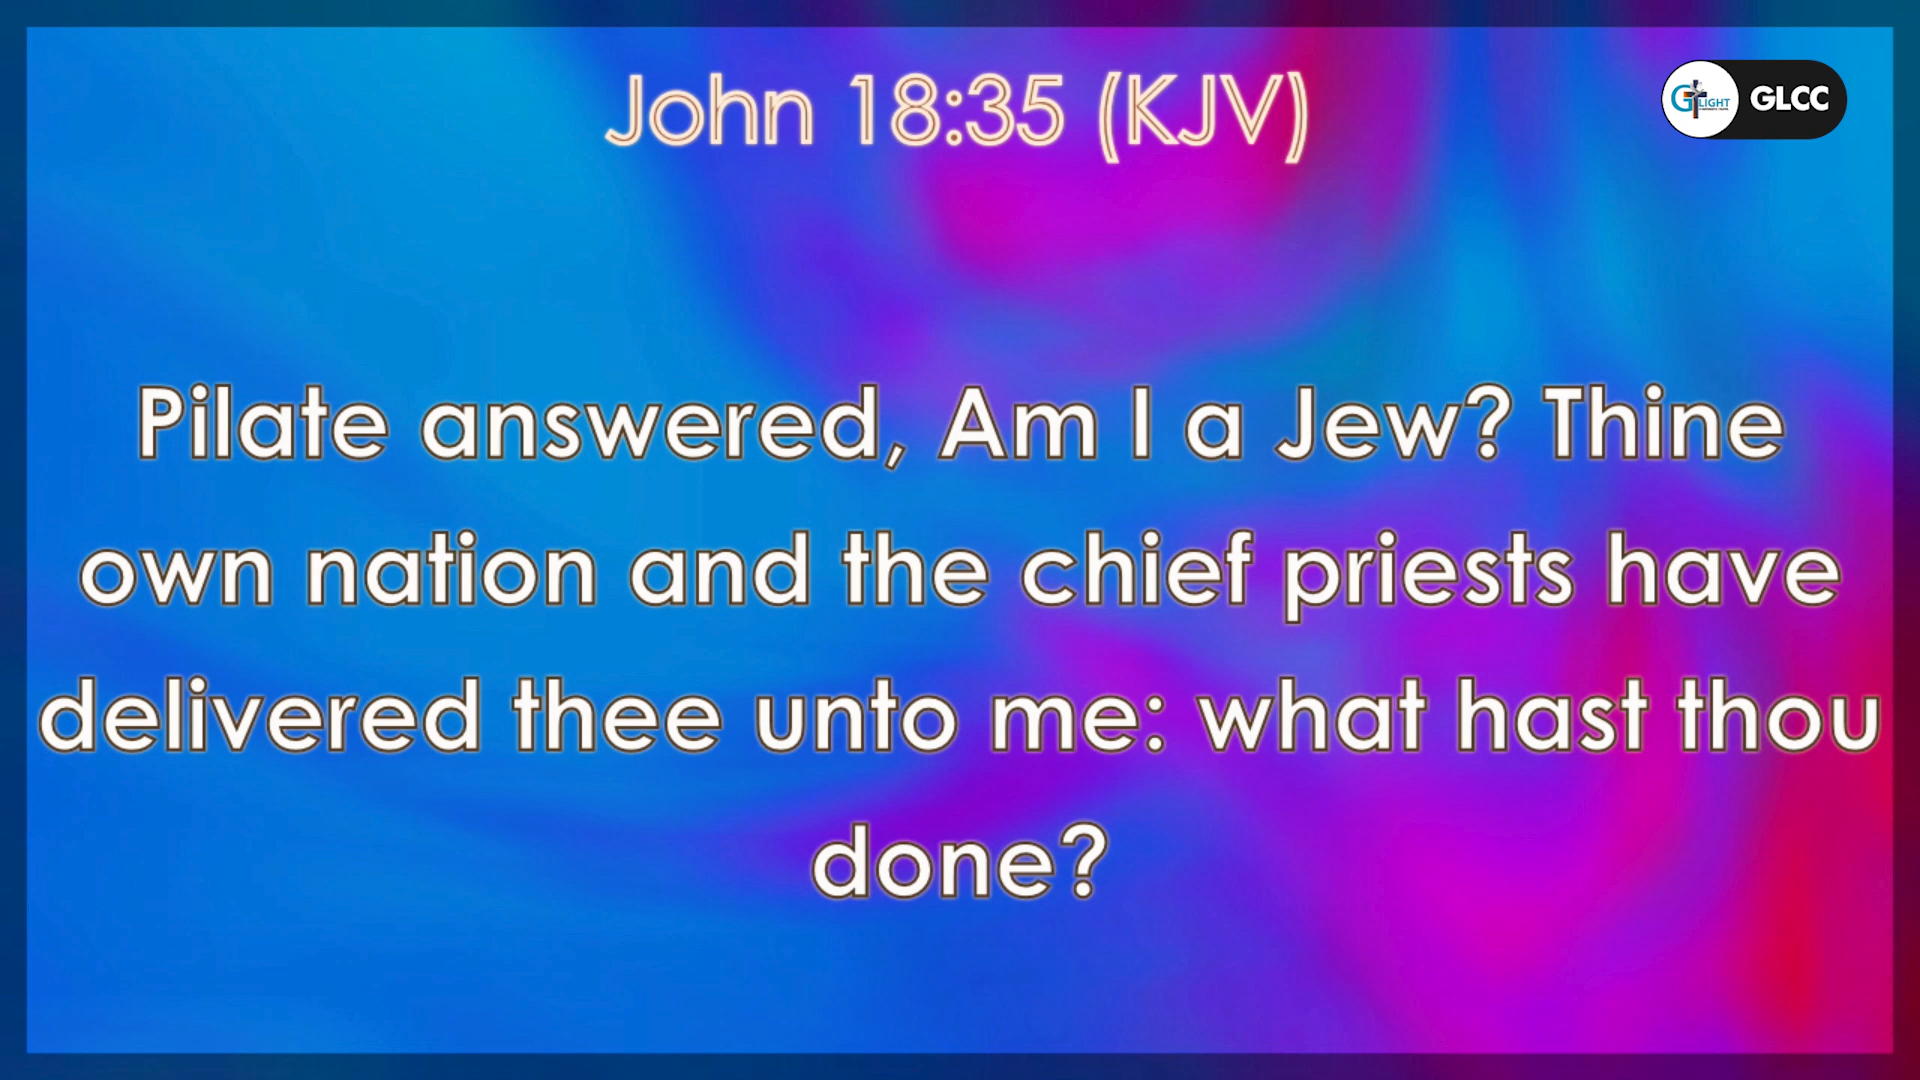 John 18:35 (KJV)
GLIGHT
GLCC
Pilate answered, Am I a Jew? Thine
own nation and the chief priests have
delivered thee unto me: what hast thou
done?